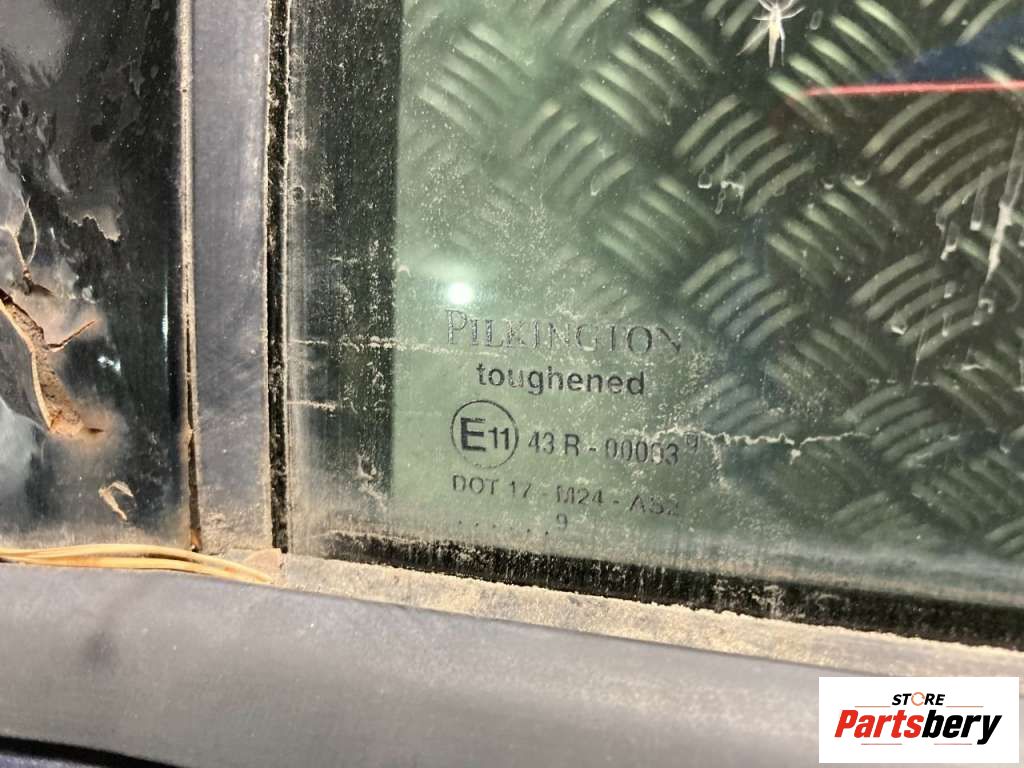 PILKINGTON
toughened
E11 43 R - 00063
DOT 17 - M24 - AS2
. . . . . 9 . .
STORE
Partsbery